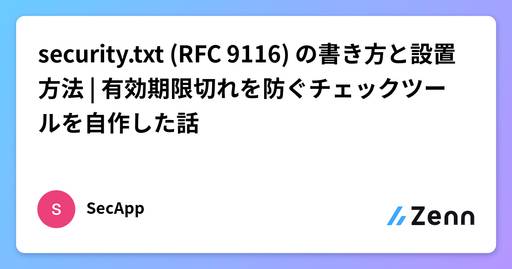 security.txt (RFC 9116) の書き方と設置
方法 | 有効期限切れを防ぐチェックツー
ルを自作した話
S SecApp
Zenn